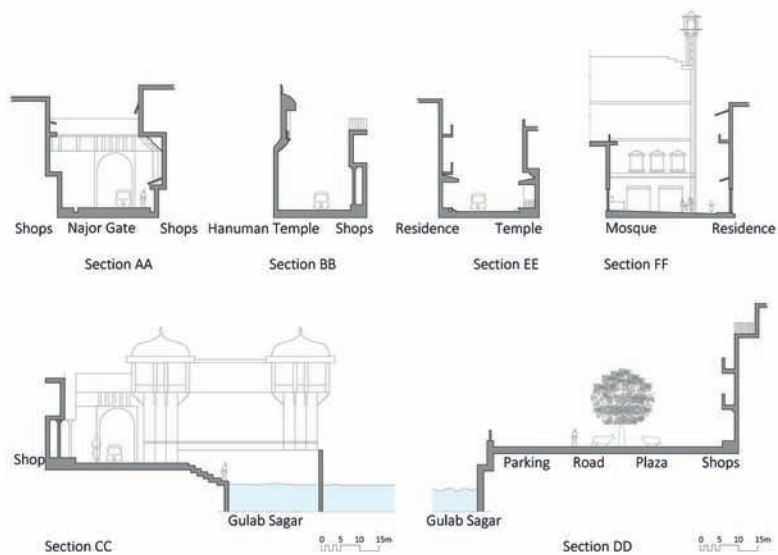 Shops Najor Gate Shops
Section AA
Hanuman Temple Shops
Section BB
Residence Temple
Section EE
Mosque Residence
Section FF
Shop
Gulab Sagar
Section CC
0 5 10 15m
Parking Road Plaza Shops
Gulab Sagar
Section DD
0 5 10 15m